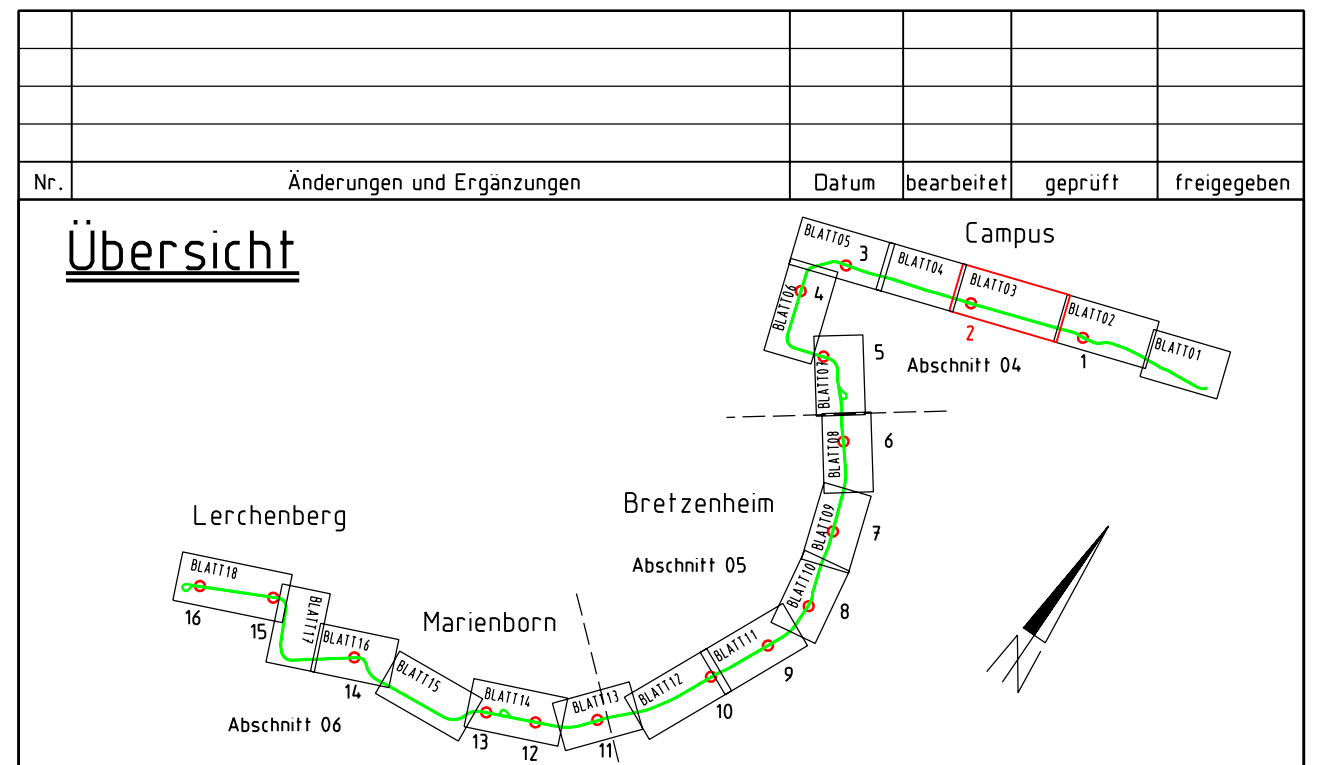 Nr. Änderungen und Ergänzungen Datum bearbeitet geprüft freigegeben
Übersicht
Campus
BLATT05
3
BLATT04
BLATT03
BLATT02
BLATT01
BLATT06
4
2
1
5
Abschnitt 04
BLATT07
6
BLATT08
Bretzenheim
Lerchenberg
BLATT09
7
Abschnitt 05
BLATT18
BLATT10
16
15
BLATT17
8
Marienborn
BLATT16
BLATT11
14
BLATT15
9
BLATT12
BLATT14
BLATT13
10
Abschnitt 06
13
12
11
N